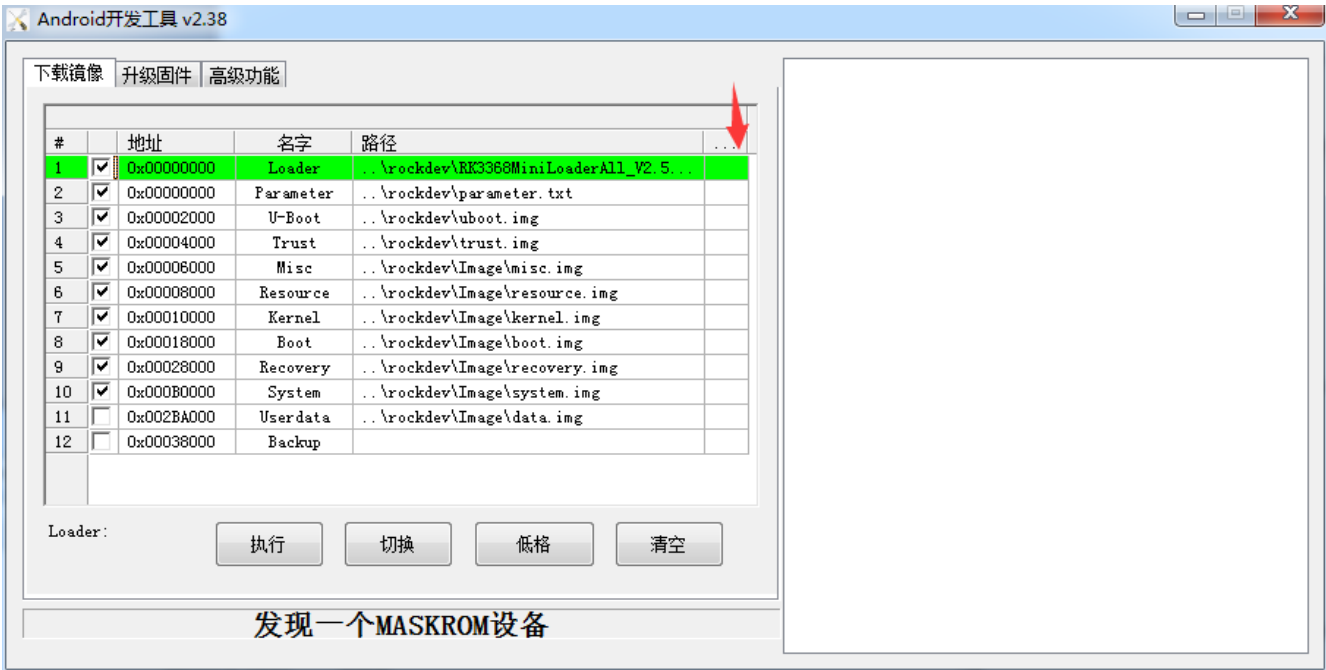 Android开发工具 v2.38
下载镜像 升级固件 高级功能
# 地址 名字 路径 ...
1 0x00000000 Loader ..\rockdev\RK3368MiniLoaderAll_V2.5...
2 0x00000000 Parameter ..\rockdev\parameter.txt
3 0x00002000 U-Boot ..\rockdev\uboot.img
4 0x00004000 Trust ..\rockdev\trust.img
5 0x00006000 Misc ..\rockdev\Image\misc.img
6 0x00008000 Resource ..\rockdev\Image\resource.img
7 0x00010000 Kernel ..\rockdev\Image\kernel.img
8 0x00018000 Boot ..\rockdev\Image\boot.img
9 0x00028000 Recovery ..\rockdev\Image\recovery.img
10 0x000B0000 System ..\rockdev\Image\system.img
11 0x002BA000 Userdata ..\rockdev\Image\data.img
12 0x00038000 Backup
Loader: 执行 切换 低格 清空
发现一个MASKROM设备